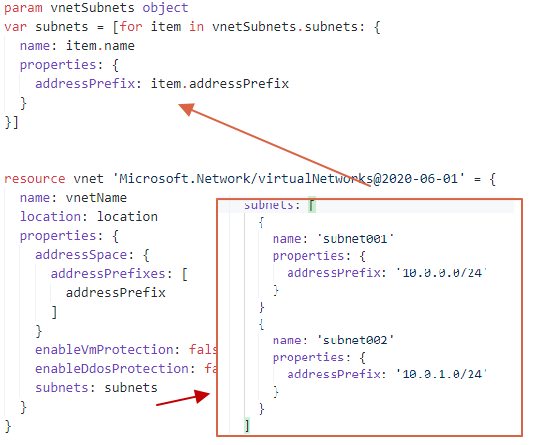 param vnetSubnets object
var subnets = [for item in vnetSubnets.subnets: {
  name: item.name
  properties: {
    addressPrefix: item.addressPrefix
  }
}]
resource vnet 'Microsoft.Network/virtualNetworks@2020-06-01' = {
  name: vnetName
  location: location
  properties: {
    addressSpace: {
      addressPrefixes: [
        addressPrefix
      ]
    }
    enableVmProtection: fals
    enableDdosProtection: fa
    subnets: subnets
  }
}
subnets: [
  {
    name: 'subnet001'
    properties: {
      addressPrefix: '10.0.0.0/24'
    }
  }
  {
    name: 'subnet002'
    properties: {
      addressPrefix: '10.0.1.0/24'
    }
  }
]